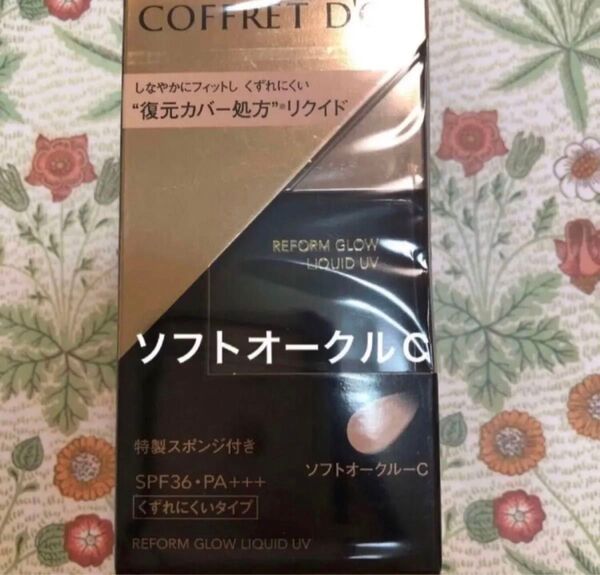 COFFRET D'O
しなやかにフィットし くずれにくい
“復元カバー処方”※リクイド
REFORM GLOW
LIQUID UV
ソフトオークルC
特製スポンジ付き
ソフトオークルーC
SPF36・PA+++
くずれにくいタイプ
REFORM GLOW LIQUID UV